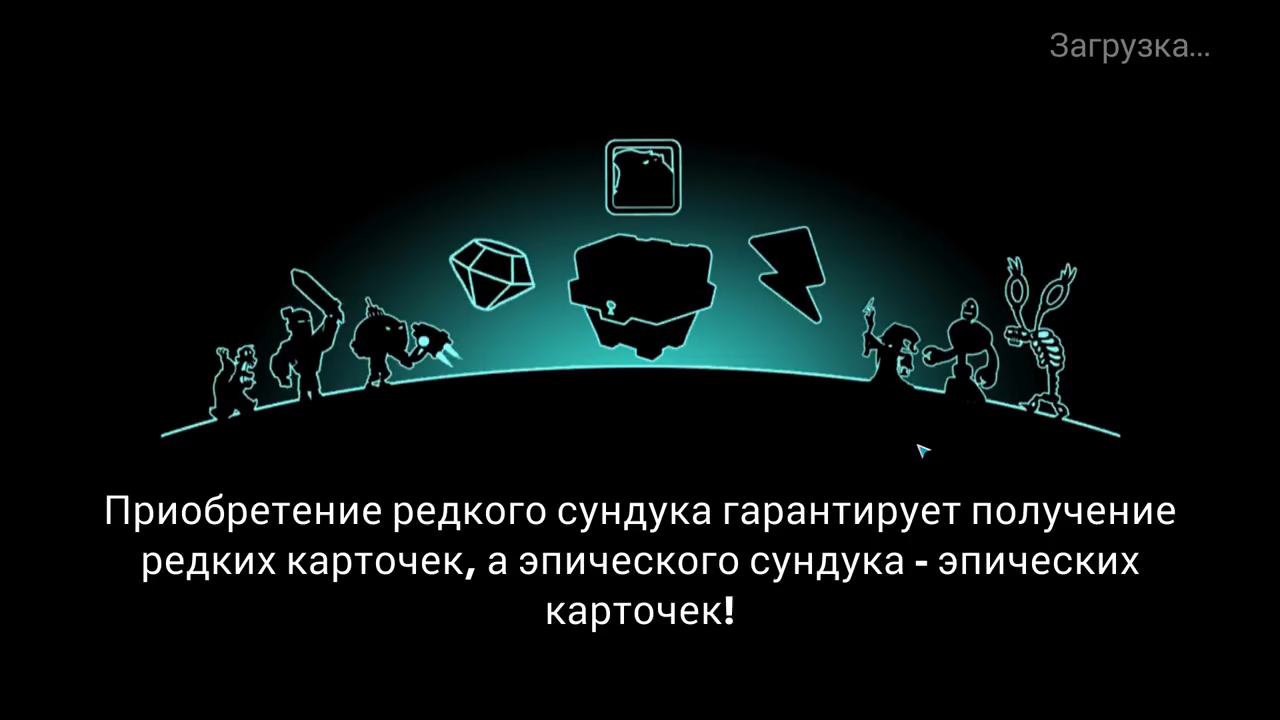 Загрузка...
Приобретение редкого сундука гарантирует получение
редких карточек, а эпического сундука - эпических
карточек!